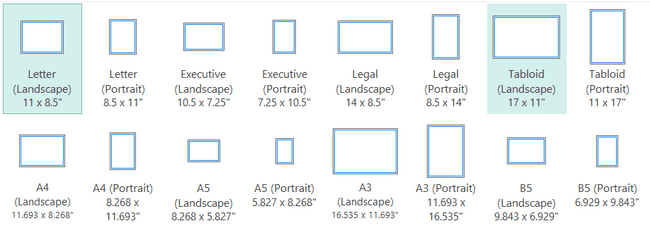 Letter
(Landscape)
11 x 8.5"
Letter
(Portrait)
8.5 x 11"
Executive
(Landscape)
10.5 x 7.25"
Executive
(Portrait)
7.25 x 10.5"
Legal
(Landscape)
14 x 8.5"
Legal
(Portrait)
8.5 x 14"
Tabloid
(Landscape)
17 x 11"
Tabloid
(Portrait)
11 x 17"
A4
(Landscape)
11.693 x 8.268"
A4 (Portrait)
8.268 x
11.693"
A5
(Landscape)
8.268 x 5.827"
A5 (Portrait)
5.827 x 8.268"
A3
(Landscape)
16.535 x 11.693"
A3 (Portrait)
11.693 x
16.535"
B5
(Landscape)
9.843 x 6.929"
B5 (Portrait)
6.929 x 9.843"